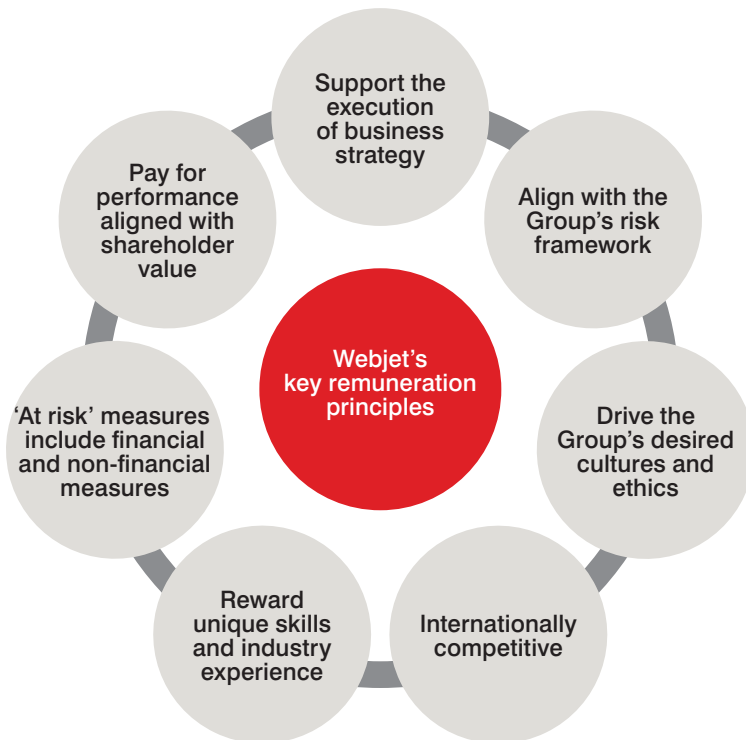 Support the
execution
of business
strategy
Align with the
Group's risk
framework
Drive the
Group's desired
cultures and
ethics
Internationally
competitive
Reward
unique skills
and industry
experience
‘At risk’ measures
include financial
and non-financial
measures
Pay for
performance
aligned with
shareholder
value
Webjet's
key remuneration
principles